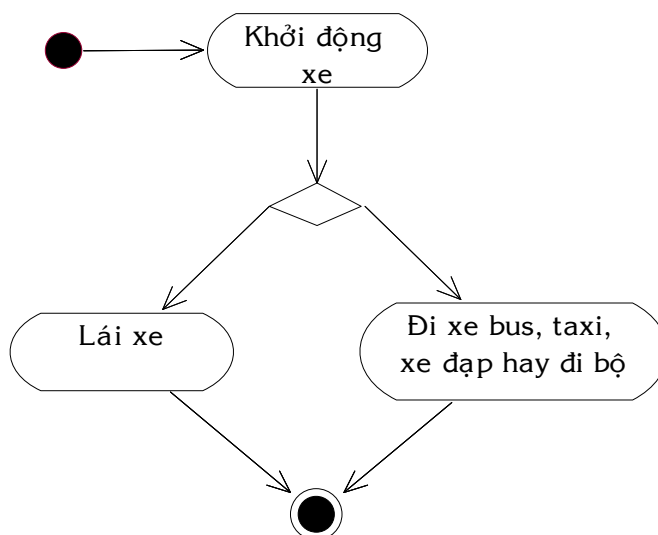 Khởi động
xe
Lái xe
Đi xe bus, taxi,
xe đạp hay đi bộ